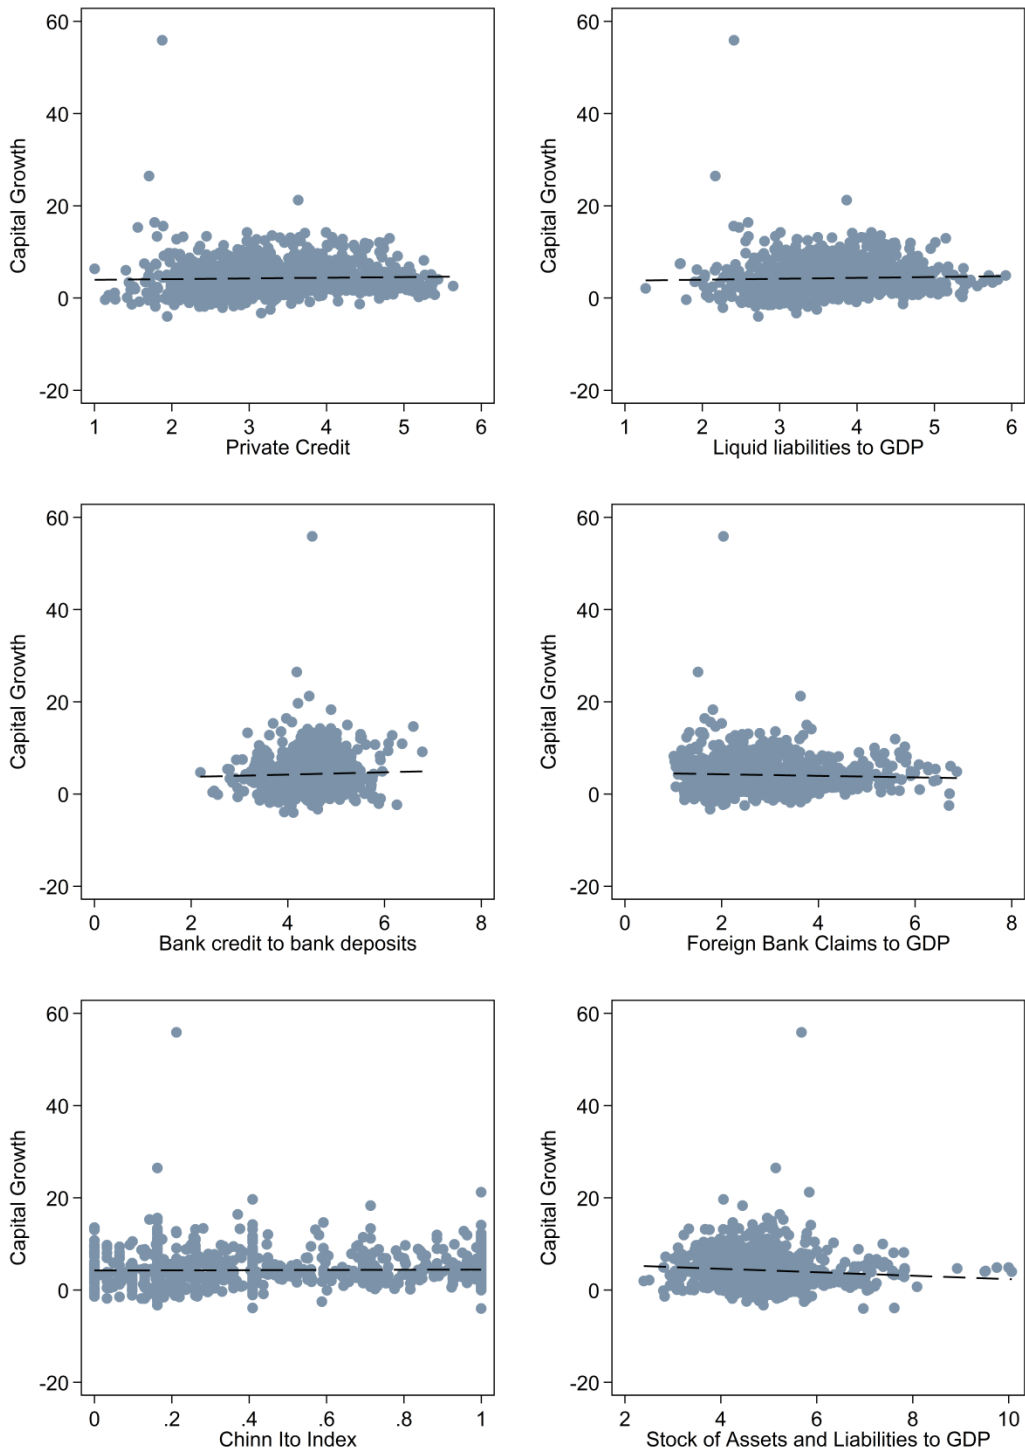 60
40
20
0
-20
Capital Growth
1 2 3 4 5 6
Private Credit
60
40
20
0
-20
Capital Growth
1 2 3 4 5 6
Liquid liabilities to GDP
60
40
20
0
-20
Capital Growth
0 2 4 6 8
Bank credit to bank deposits
60
40
20
0
-20
Capital Growth
0 2 4 6 8
Foreign Bank Claims to GDP
60
40
20
0
-20
Capital Growth
0 .2 .4 .6 .8 1
Chinn Ito Index
60
40
20
0
-20
Capital Growth
2 4 6 8 10
Stock of Assets and Liabilities to GDP